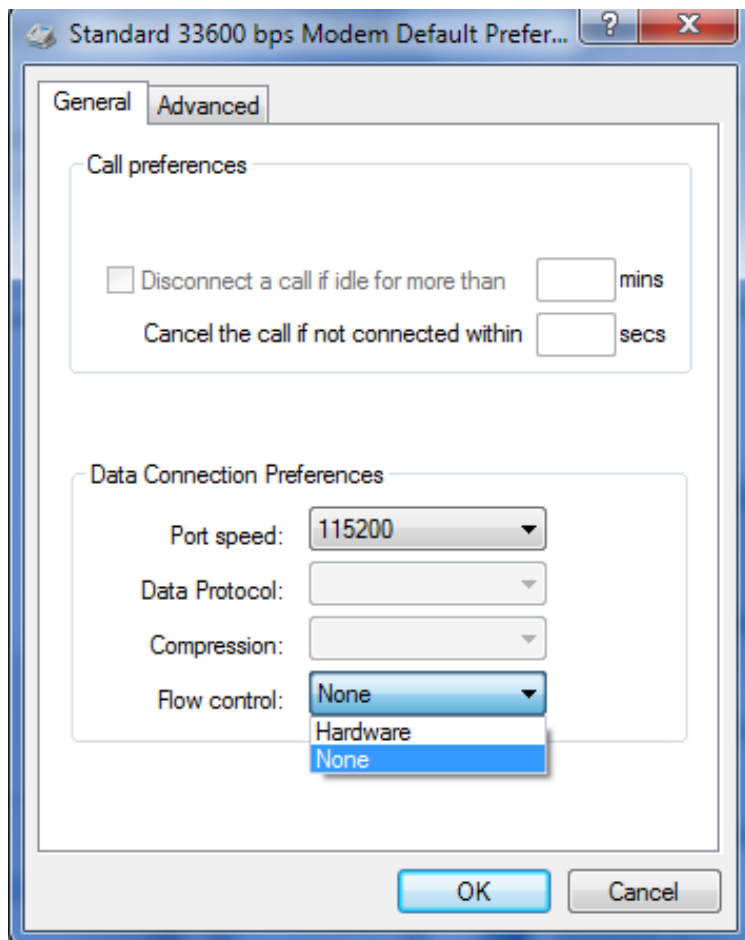 Standard 33600 bps Modem Default Prefer...
General Advanced
Call preferences
Disconnect a call if idle for more than mins
Cancel the call if not connected within secs
Data Connection Preferences
Port speed: 115200
Data Protocol:
Compression:
Flow control: None
Hardware
None
OK Cancel